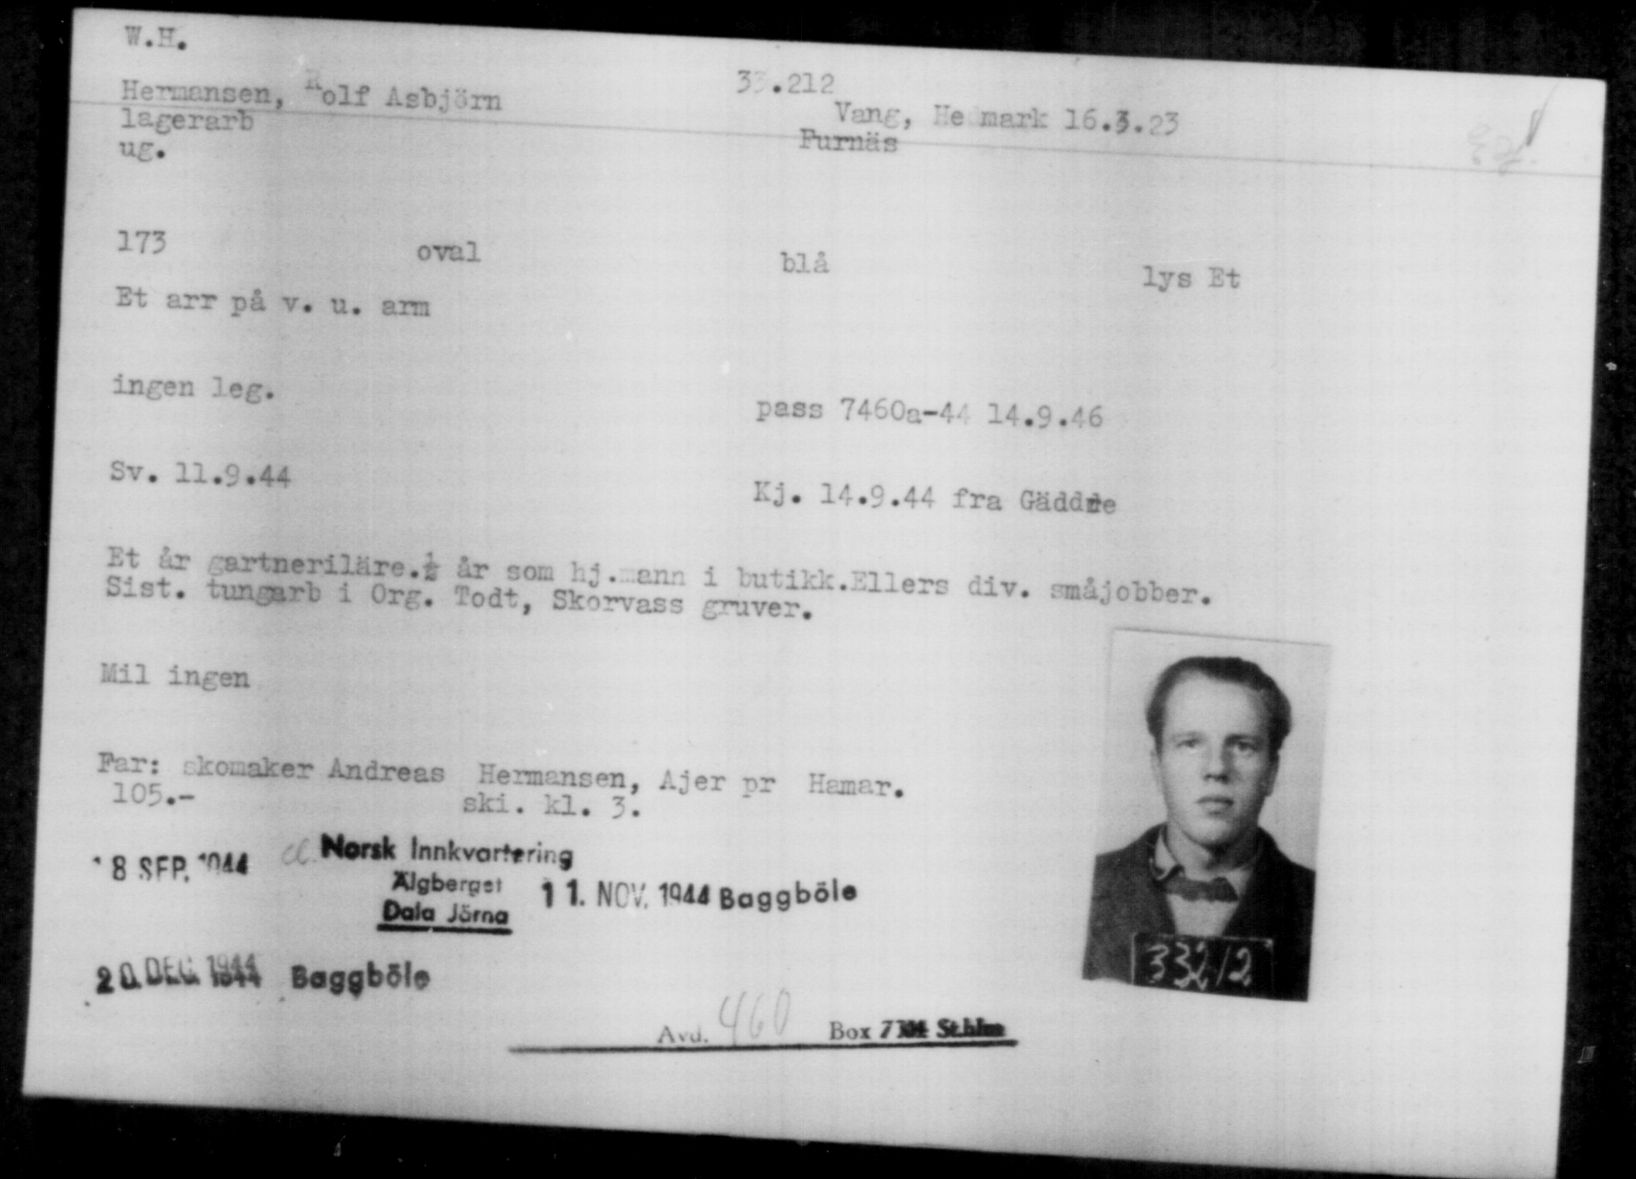 W.H.
Hermansen, Rolf Asbjörn 33.212
lagerarb Vang, Hedmark 16.3.23
ug. Furnäs
173 oval blå lys Et
Et arr på v. u. arm
ingen leg. pass 7460a-44 14.9.46
Sv. 11.9.44 Kj. 14.9.44 fra Gäddde
Et år gartneriläre.½ år som hj.mann i butikk.Ellers div. småjobber.
Sist. tungarb i Org. Todt, Skorvass gruver.
Mil ingen
Far: skomaker Andreas Hermansen, Ajer pr Hamar.
105.- ski. kl. 3.
18 SEP. 1944 Norsk Innkvartering
Älgberget 11. NOV. 1944 Baggböle
Dala Järna
20. DEC. 1944 Baggböle
33212
Avd. 460 Box Sthlm